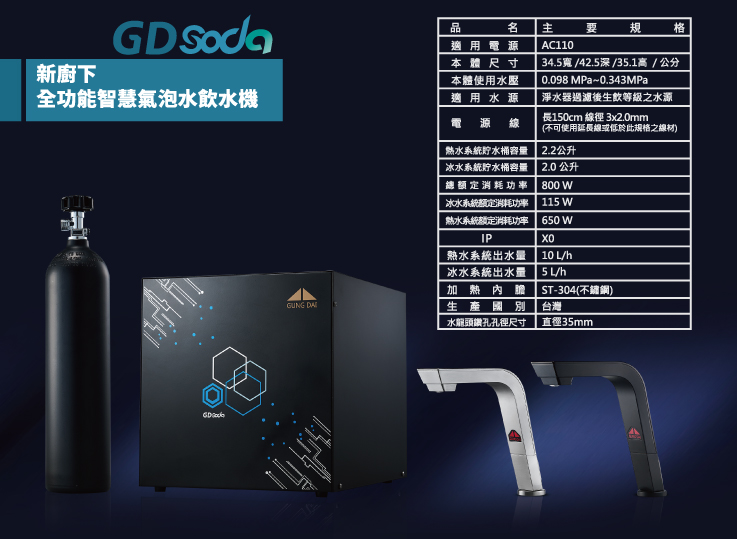 GD soda
新廚下
全功能智慧氣泡水飲水機
品名 主要規格
適用電源 AC110
本體尺寸 34.5寬 /42.5深 /35.1高 / 公分
本體使用水壓 0.098 MPa~0.343MPa
適用水源 淨水器過濾後生飲等級之水源
電源線 長150cm 線徑 3x2.0mm
(不可使用延長線或低於此規格之線材)
熱水系統貯水桶容量 2.2公升
冰水系統貯水桶容量 2.0 公升
總額定消耗功率 800 W
冰水系統額定消耗功率 115 W
熱水系統額定消耗功率 650 W
IP X0
熱水系統出水量 10 L/h
冰水系統出水量 5 L/h
加熱內膽 ST-304(不鏽鋼)
生產國別 台灣
水龍頭鑽孔孔徑尺寸 直徑35mm
GUNG DAI
GD soda